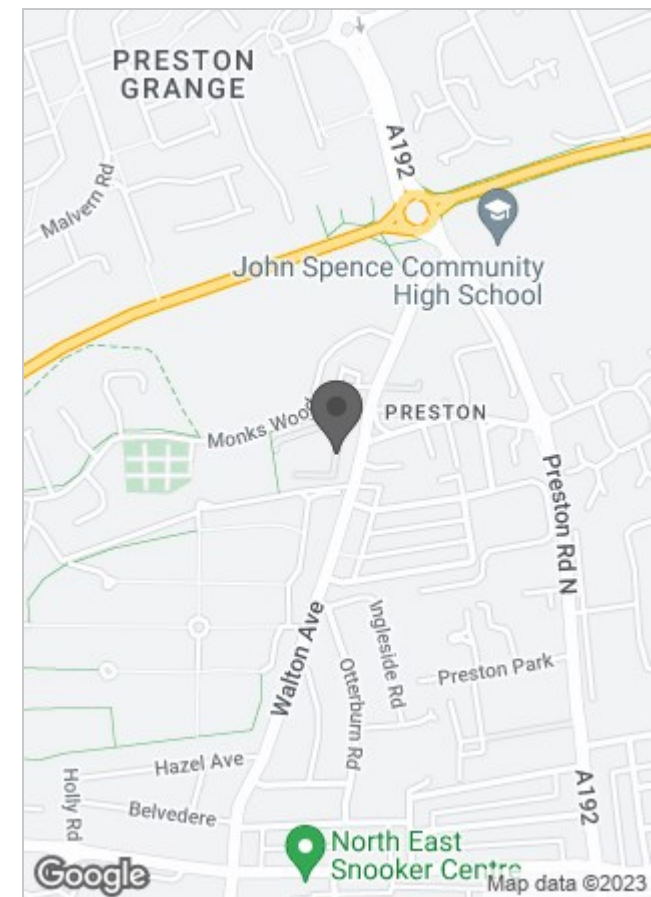 PRESTON
GRANGE
A192
Malvern Rd
John Spence Community
High School
Monks Wood
PRESTON
Preston Rd N
Walton Ave
Ingleside Rd
Otterburn Rd
Preston Park
Hazel Ave
Holly Rd
Belvedere
A192
North East
Snooker Centre
Google
Map data ©2023